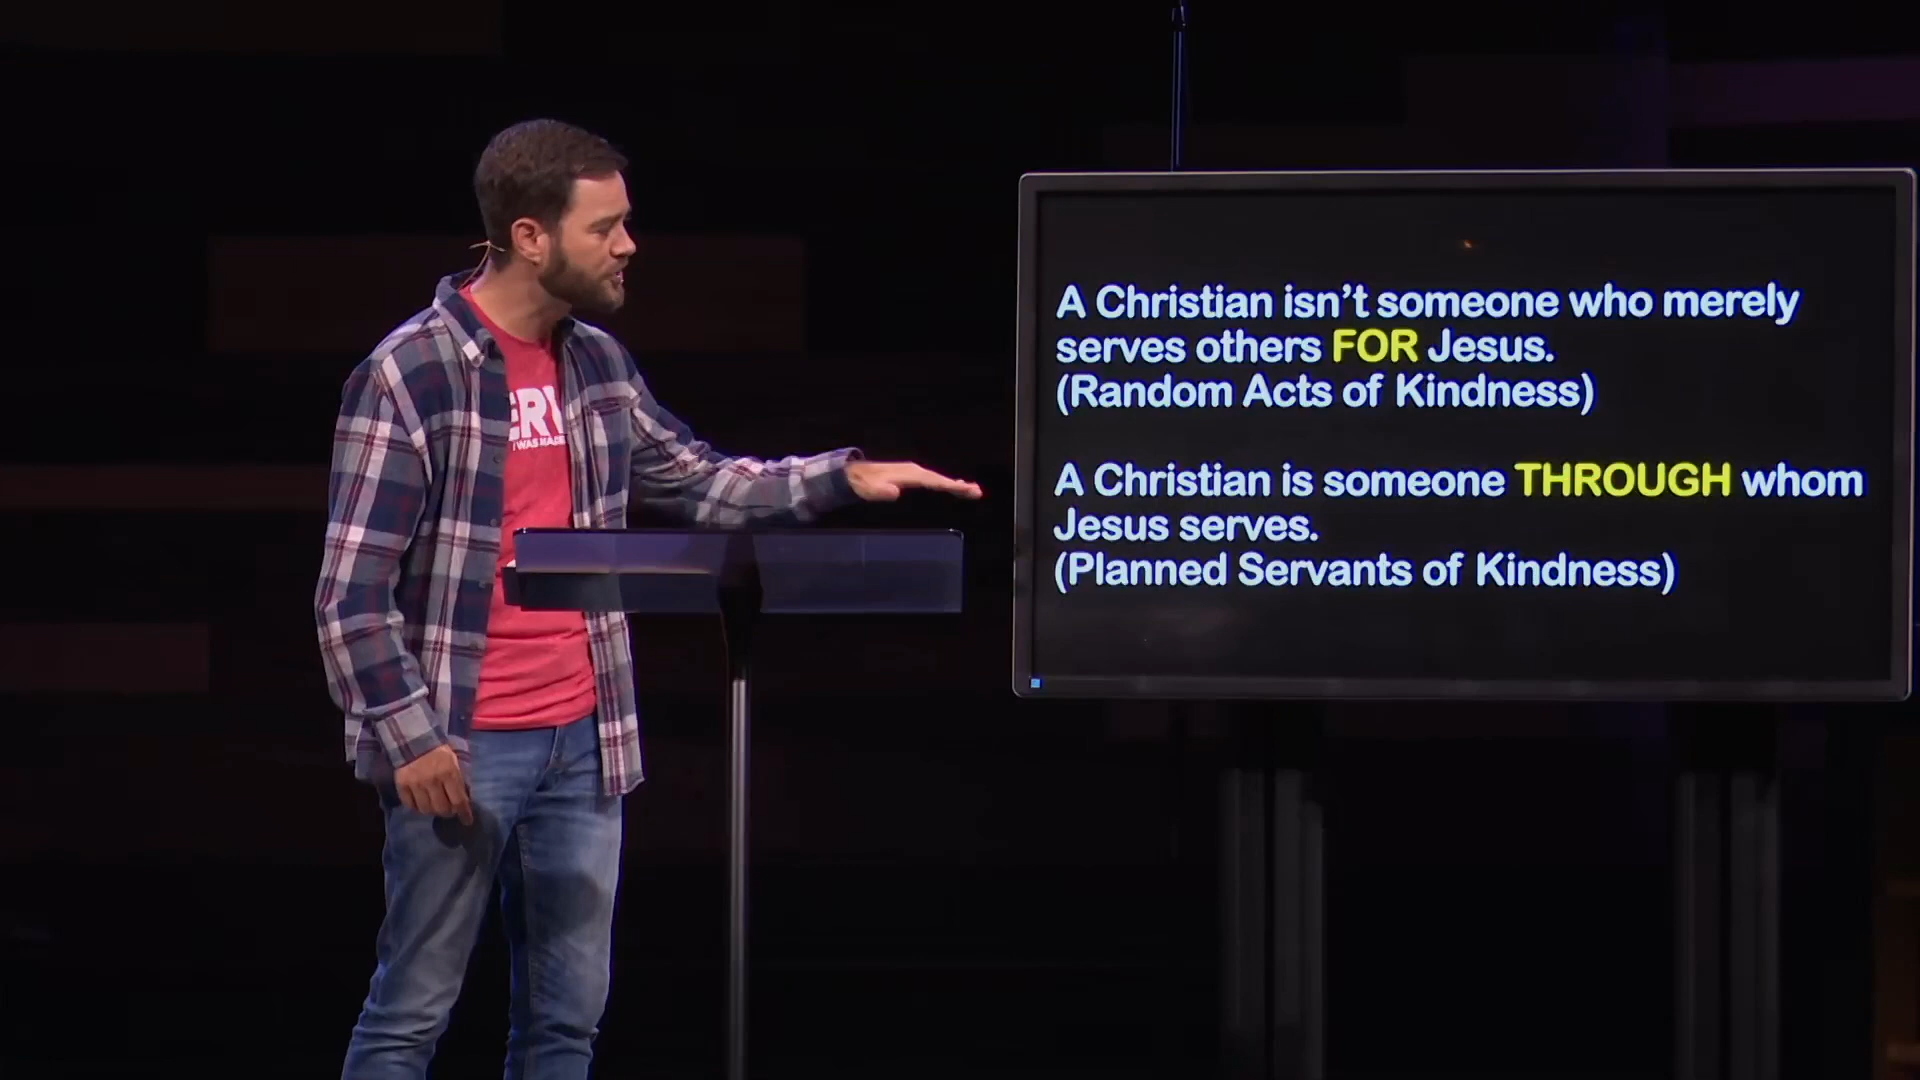 A Christian isn't someone who merely
serves others FOR Jesus.
(Random Acts of Kindness)
A Christian is someone THROUGH whom
Jesus serves.
(Planned Servants of Kindness)
I WAS